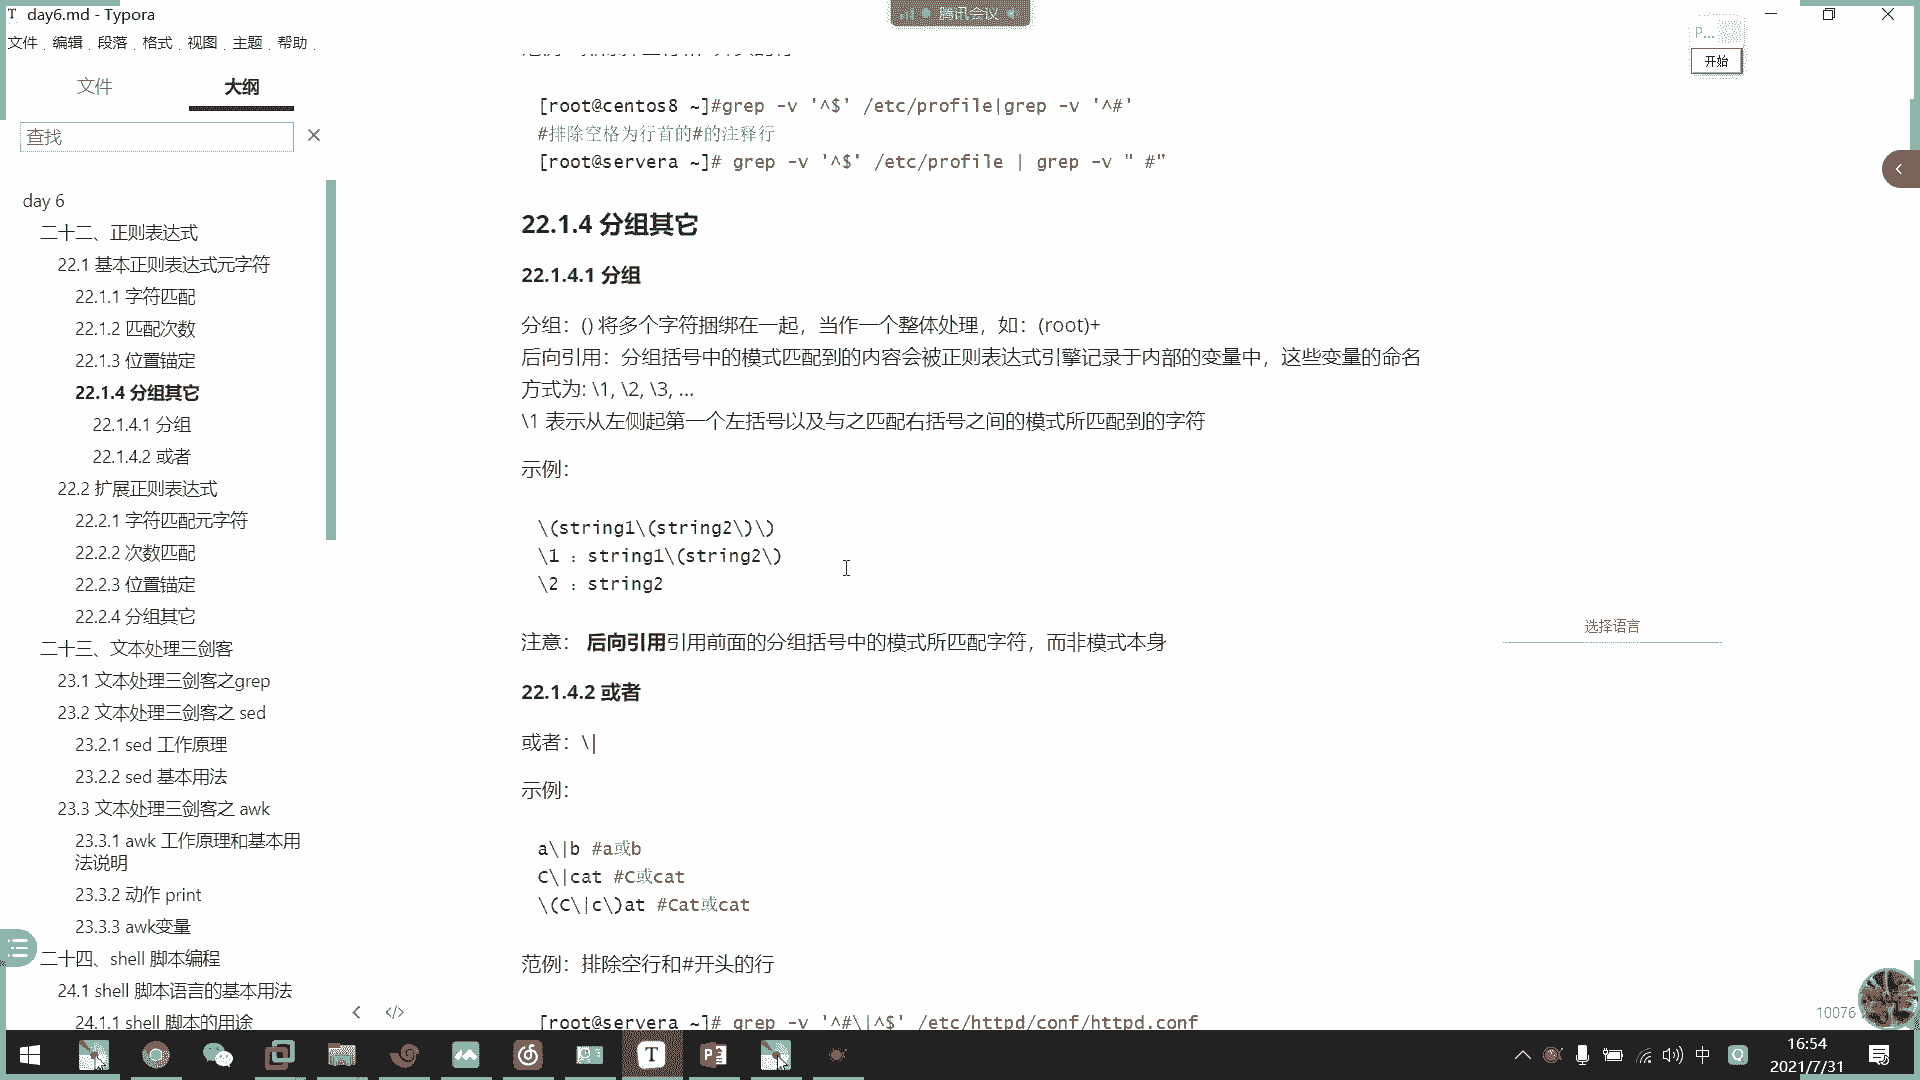 day6.md - Typora
腾讯会议
文件 编辑 段落 格式 视图 主题 帮助
P...
开始
文件
大纲
查找
day 6
二十二、正则表达式
22.1 基本正则表达式元字符
22.1.1 字符匹配
22.1.2 匹配次数
22.1.3 位置锚定
22.1.4 分组其它
22.1.4.1 分组
22.1.4.2 或者
22.2 扩展正则表达式
22.2.1 字符匹配元字符
22.2.2 次数匹配
22.2.3 位置锚定
22.2.4 分组其它
二十三、文本处理三剑客
23.1 文本处理三剑客之grep
23.2 文本处理三剑客之 sed
23.2.1 sed 工作原理
23.2.2 sed 基本用法
23.3 文本处理三剑客之 awk
23.3.1 awk 工作原理和基本用
法说明
23.3.2 动作 print
23.3.3 awk变量
二十四、shell 脚本编程
24.1 shell 脚本语言的基本用法
24.1.1 shell 脚本的用途
[root@centos8 ~]#grep -v '^$' /etc/profile|grep -v '^#'
#排除空格为行首的#的注释行
[root@servera ~]# grep -v '^$' /etc/profile | grep -v " #"
22.1.4 分组其它
22.1.4.1 分组
分组：() 将多个字符捆绑在一起，当作一个整体处理，如：(root)+
后向引用：分组括号中的模式匹配到的内容会被正则表达式引擎记录于内部的变量中，这些变量的命名
方式为: \1, \2, \3, ...
\1 表示从左侧起第一个左括号以及与之匹配右括号之间的模式所匹配到的字符
示例：
\(string1\(string2\)\)
\1 ：string1\(string2\)
\2 ：string2
注意： 后向引用引用前面的分组括号中的模式所匹配字符，而非模式本身
22.1.4.2 或者
或者：\|
示例：
a\|b #a或b
C\|cat #C或cat
\(C\|c\)at #Cat或cat
范例：排除空行和#开头的行
[root@servera ~]# grep -v '^#\|^$' /etc/httpd/conf/httpd.conf
选择语言
10076
中
16:54
2021/7/31